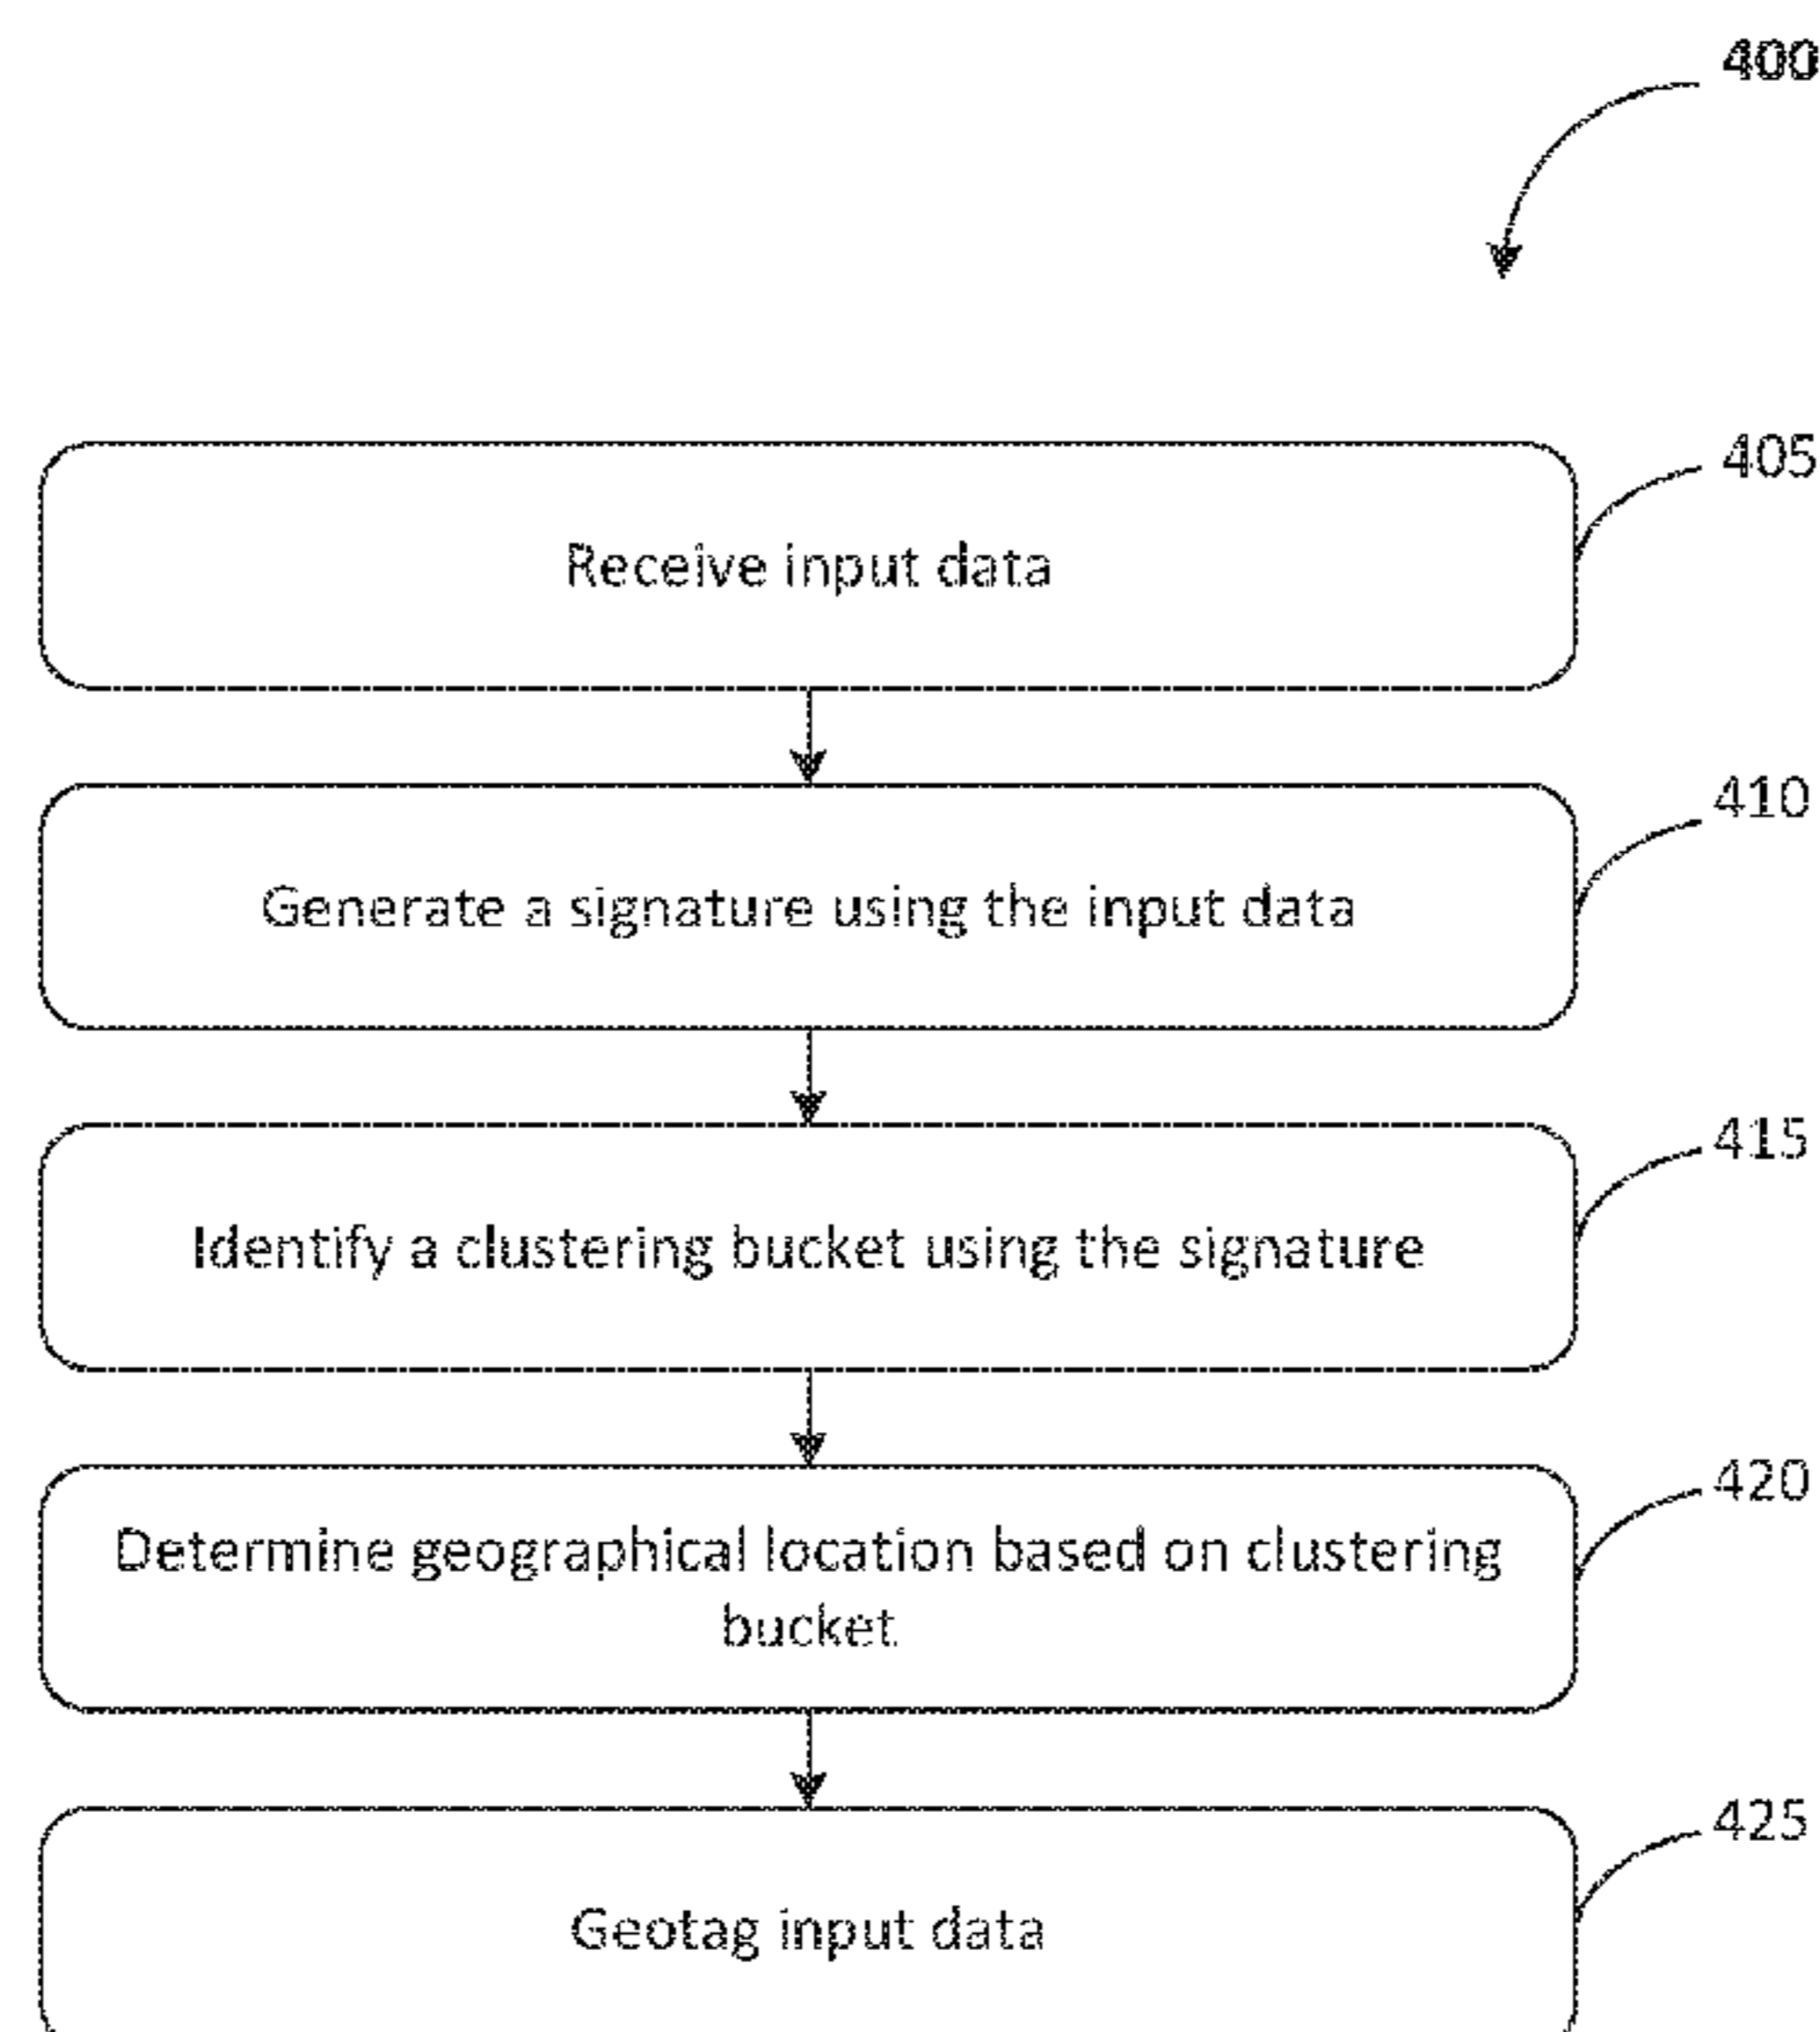 400
405
Receive input data
410
Generate a signature using the input data
415
Identify a clustering bucket using the signature
420
Determine geographical location based on clustering
bucket
425
Geotag input data